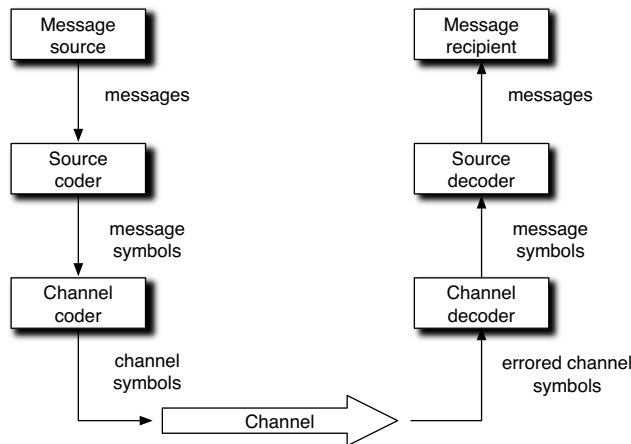 Message
source
messages
Source
coder
message
symbols
Channel
coder
channel
symbols
Channel
Message
recipient
messages
Source
decoder
message
symbols
Channel
decoder
errored channel
symbols